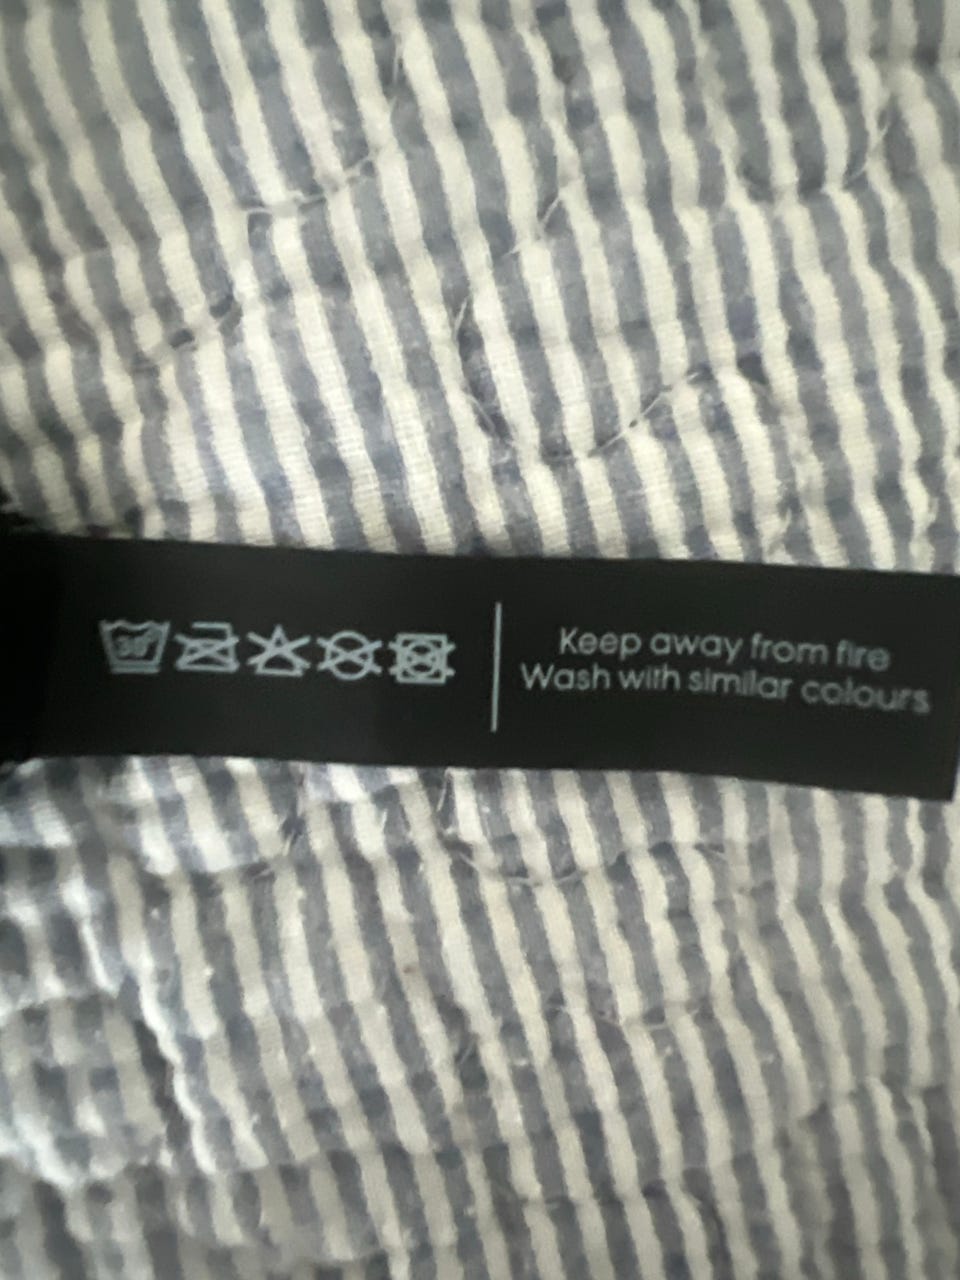 30°
Keep away from fire
Wash with similar colours